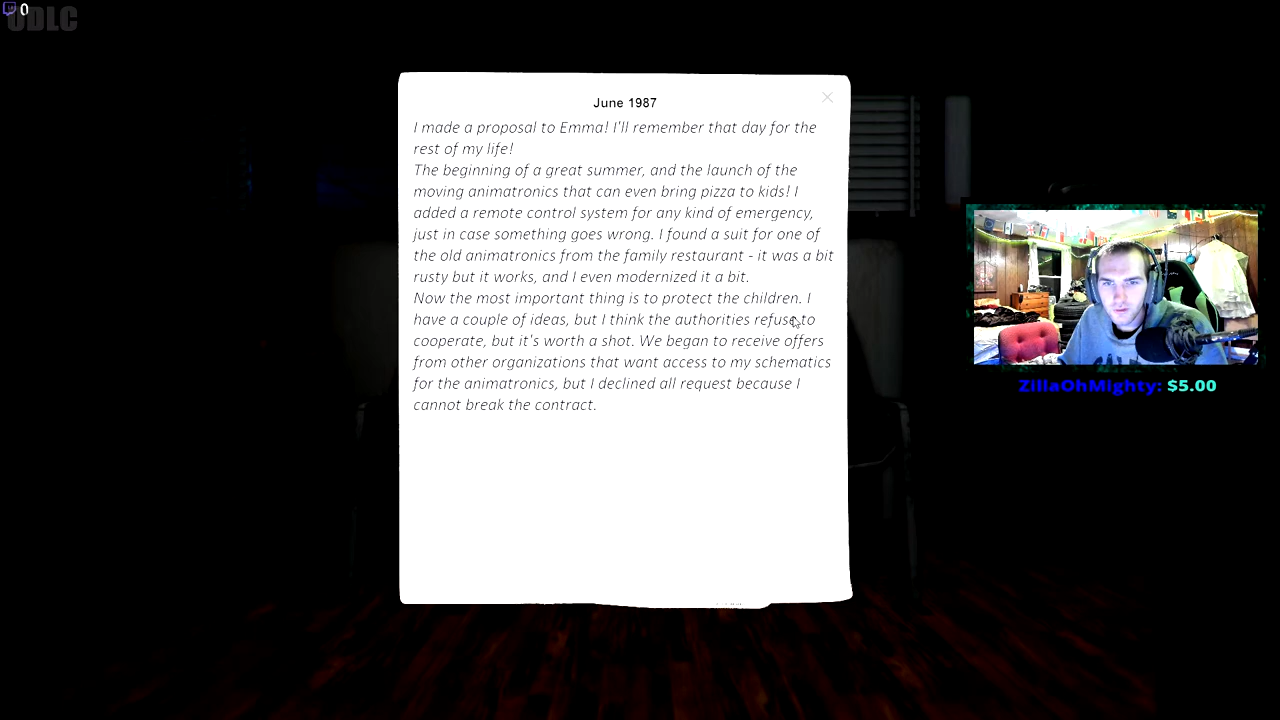 0
UDLC
June 1987
I made a proposal to Emma! I'll remember that day for the
rest of my life!
The beginning of a great summer, and the launch of the
moving animatronics that can even bring pizza to kids! I
added a remote control system for any kind of emergency,
just in case something goes wrong. I found a suit for one of
the old animatronics from the family restaurant - it was a bit
rusty but it works, and I even modernized it a bit.
Now the most important thing is to protect the children. I
have a couple of ideas, but I think the authorities refuse to
cooperate, but it's worth a shot. We began to receive offers
from other organizations that want access to my schematics
for the animatronics, but I declined all request because I
cannot break the contract.
ZillaOhMighty: $5.00